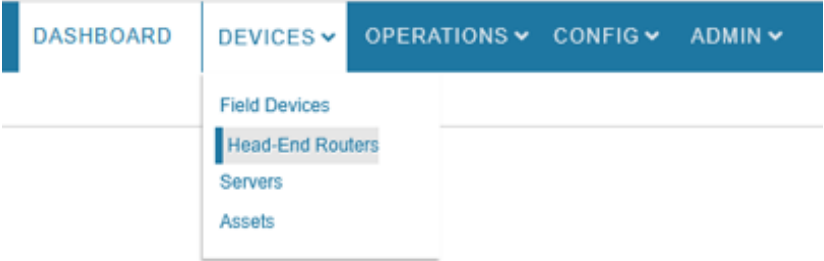 DASHBOARD DEVICES OPERATIONS CONFIG ADMIN
Field Devices
Head-End Routers
Servers
Assets